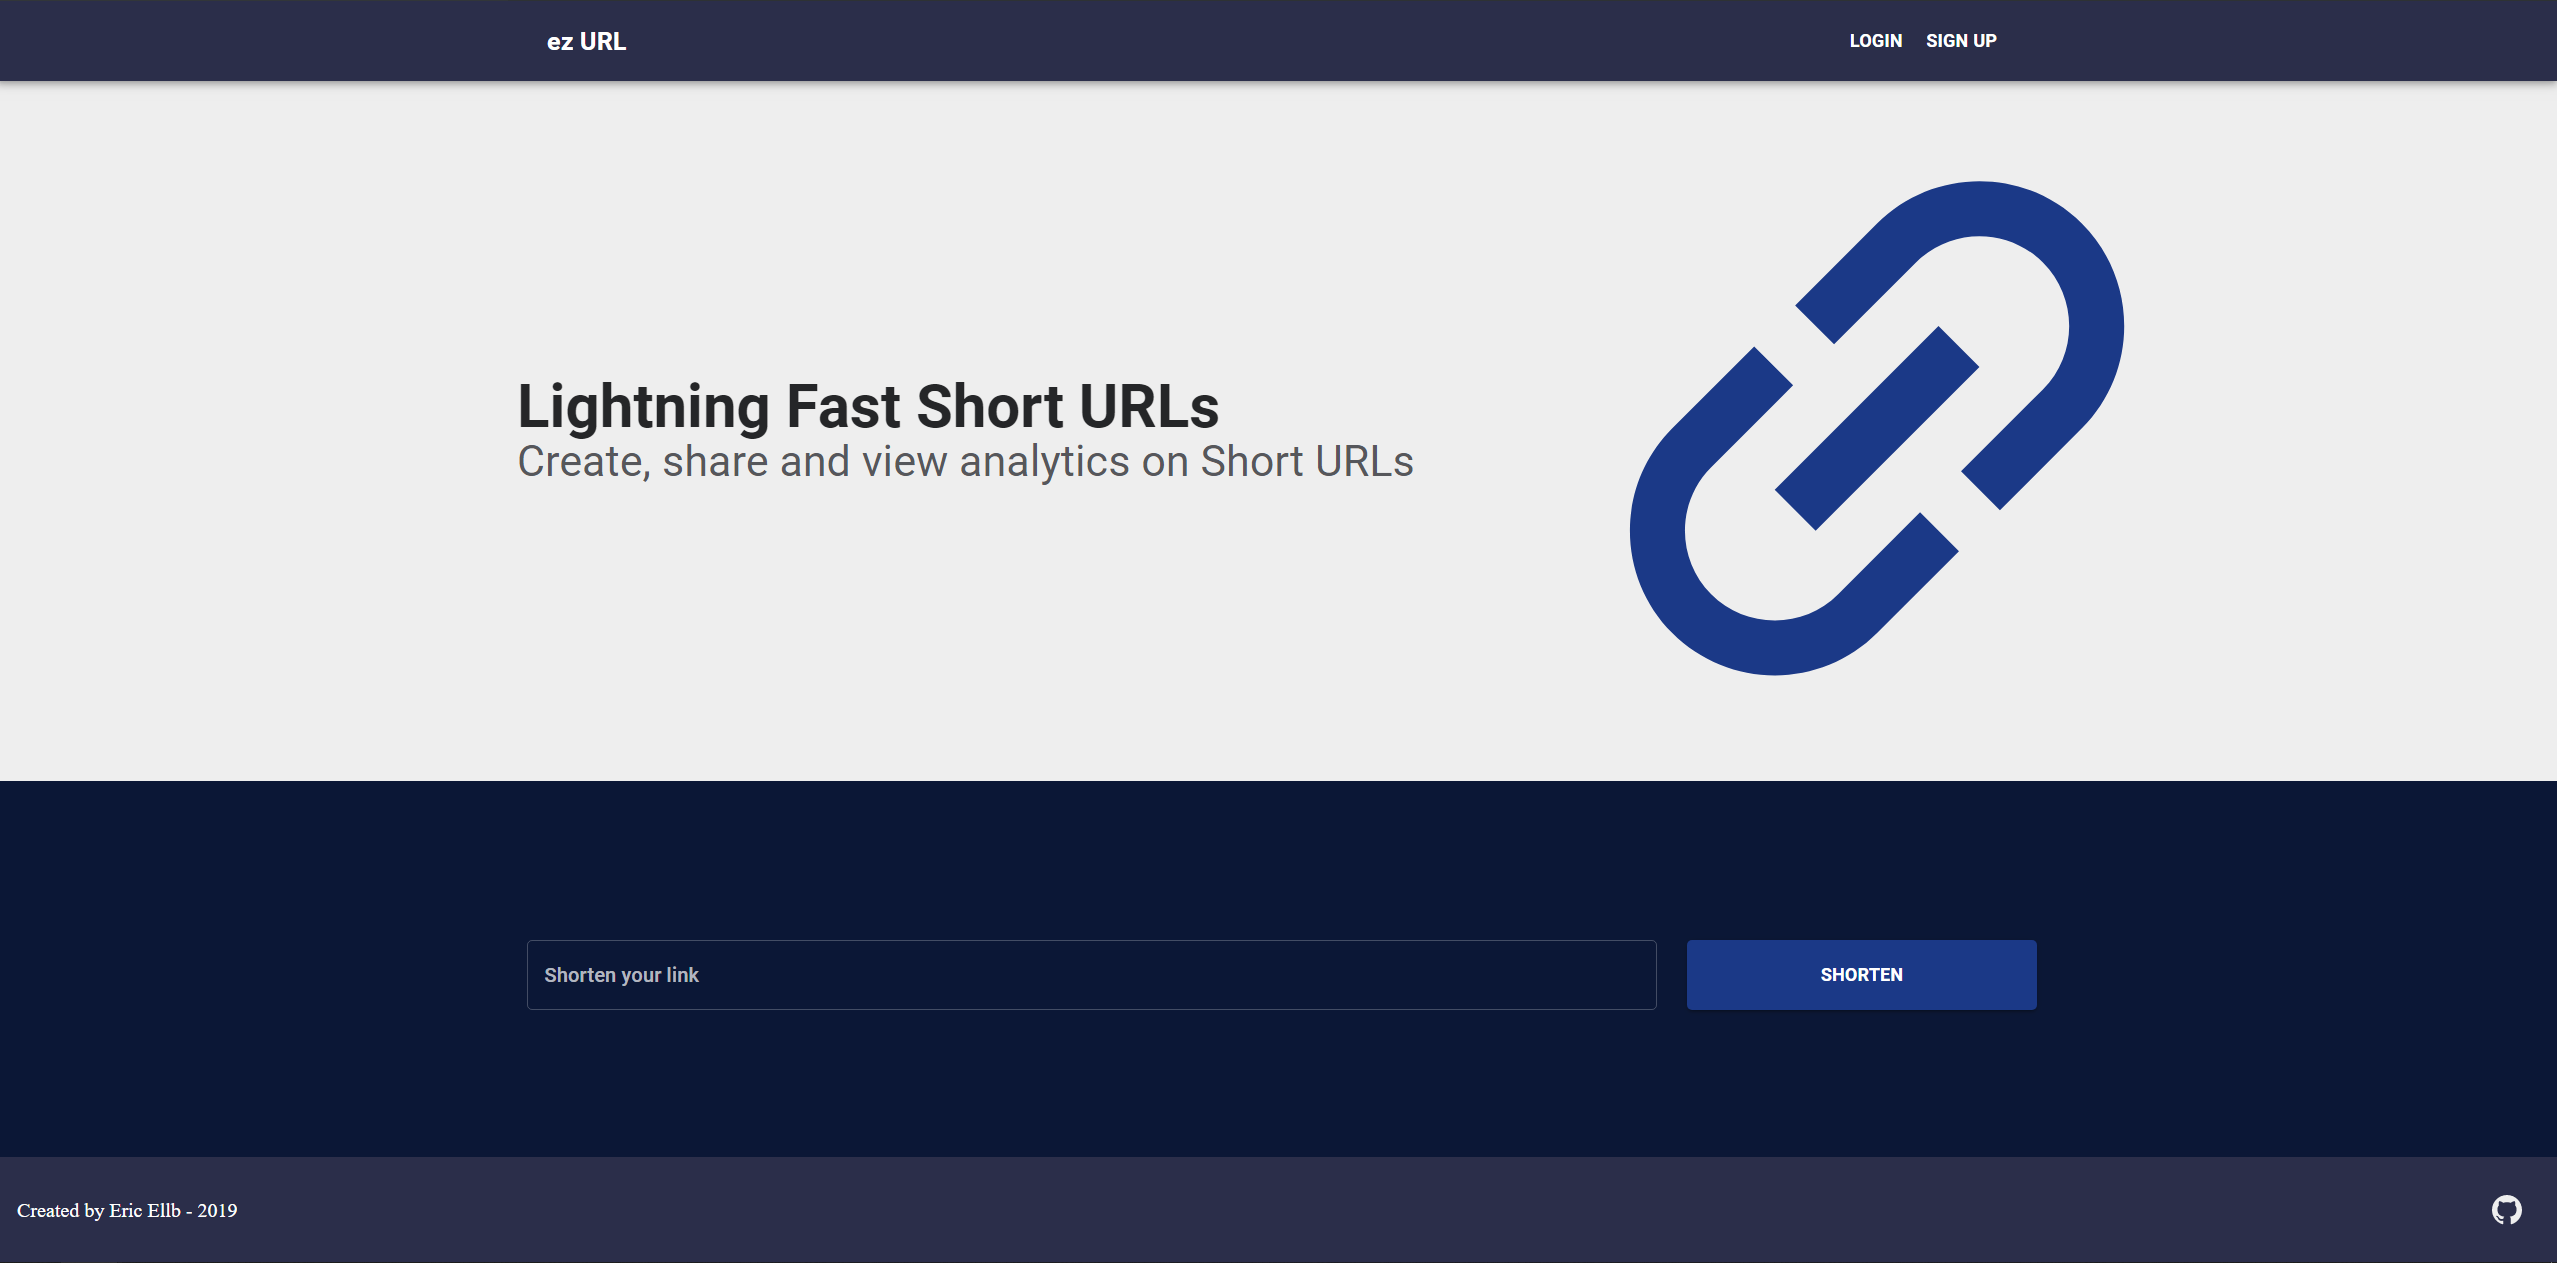 ez URL
LOGIN SIGN UP
Lightning Fast Short URLs
Create, share and view analytics on Short URLs
Shorten your link
SHORTEN
Created by Eric Ellb - 2019